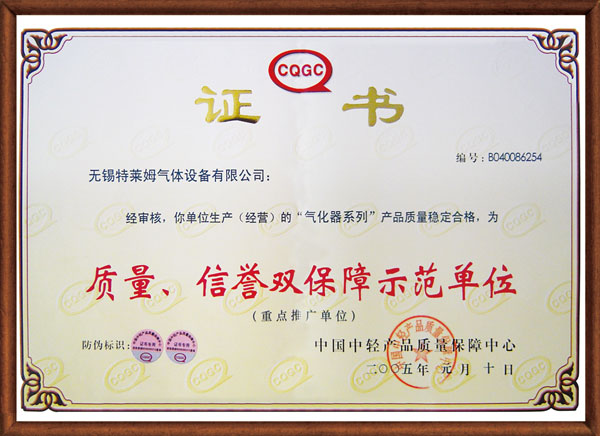 CQGC
证书
编号:BO40086254
无锡特莱姆气体设备有限公司:
经审核,你单位生产(经营)的“气化器系列”产品质量稳定合格,为
质量、信誉双保障示范单位
(重点推广单位)
防伪标识:
中国中轻产品质量保障中心
二〇〇五年 元月 十日